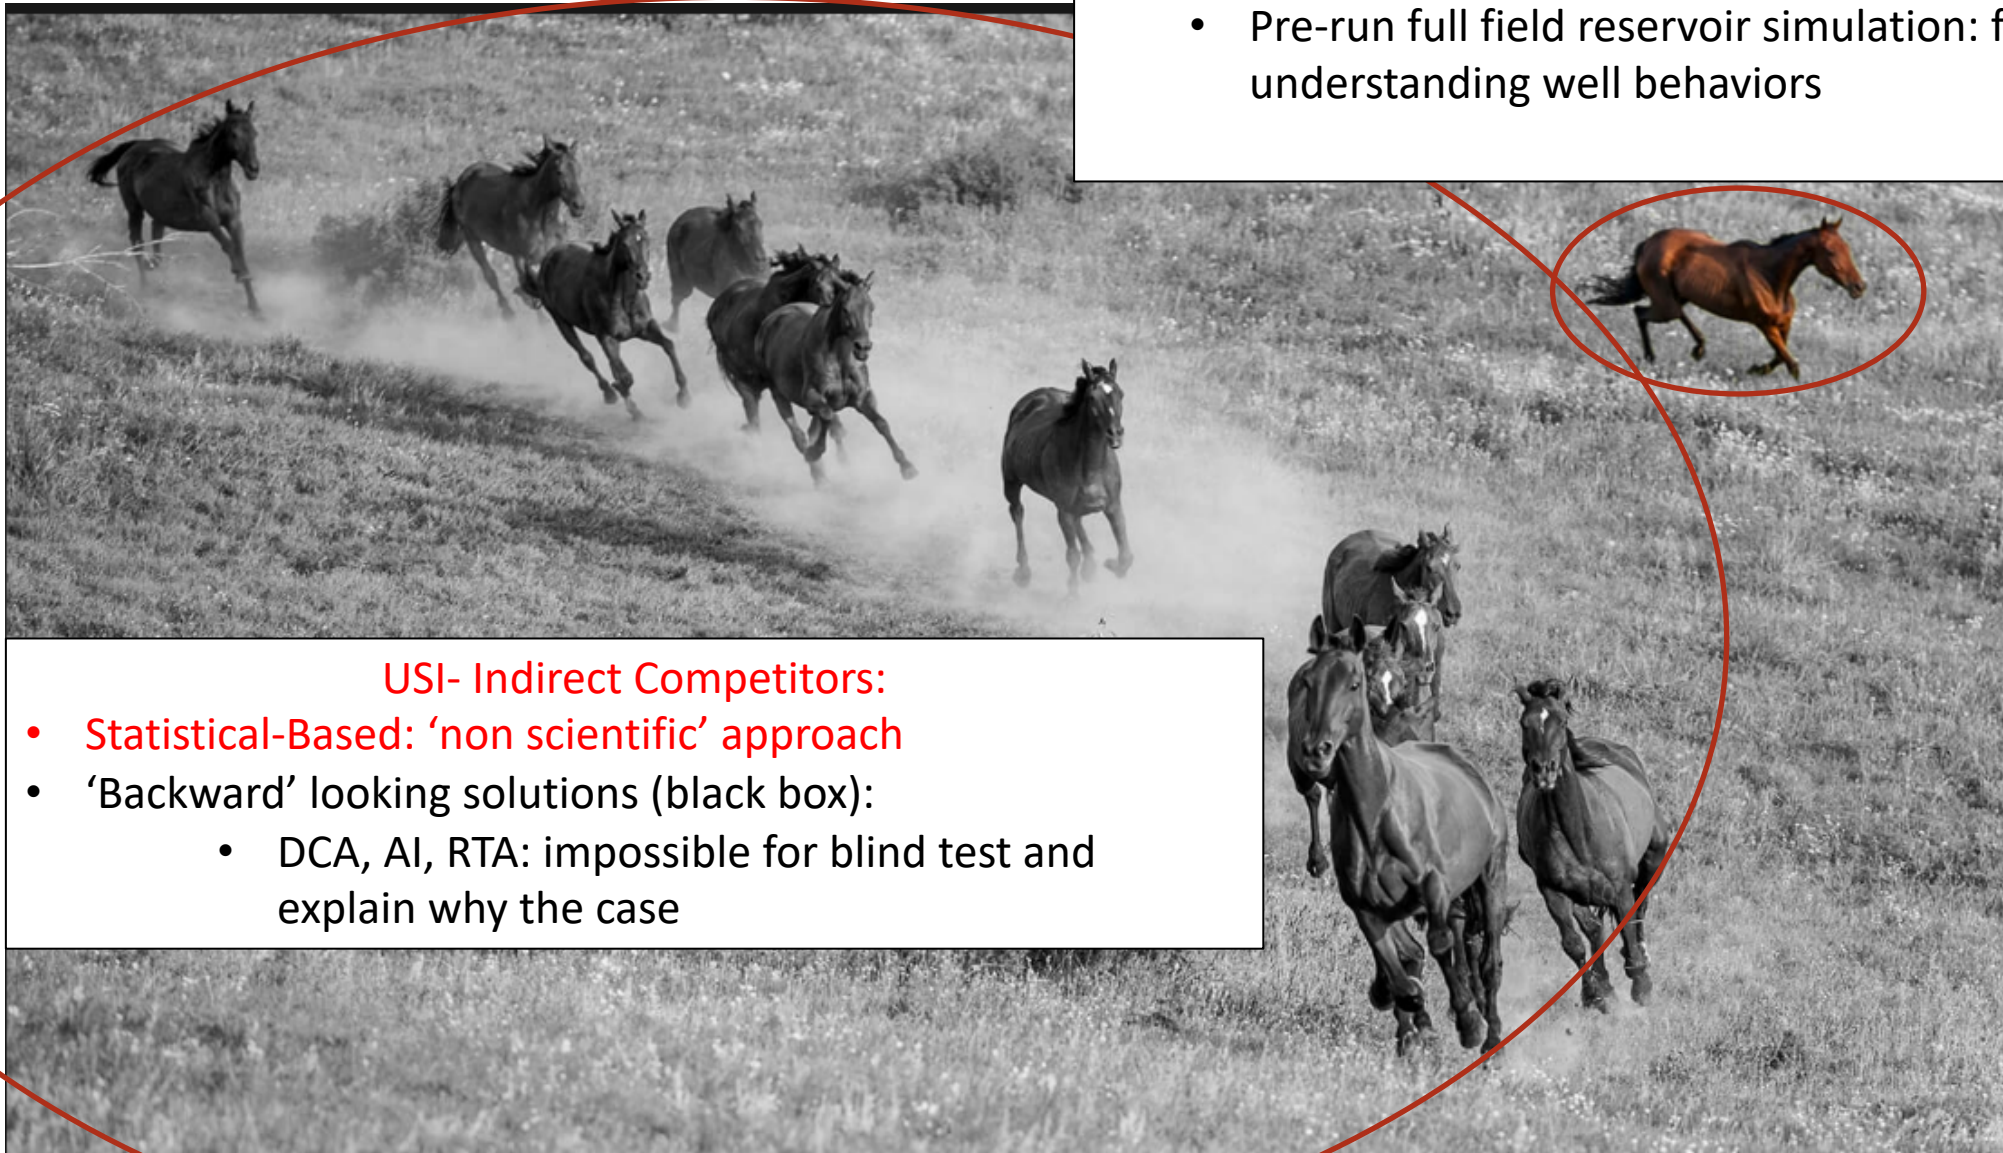 • Pre-run full field reservoir simulation:
understanding well behaviors
USI- Indirect Competitors:
• Statistical-Based: ‘non scientific’ approach
• ‘Backward’ looking solutions (black box):
• DCA, AI, RTA: impossible for blind test and
explain why the case